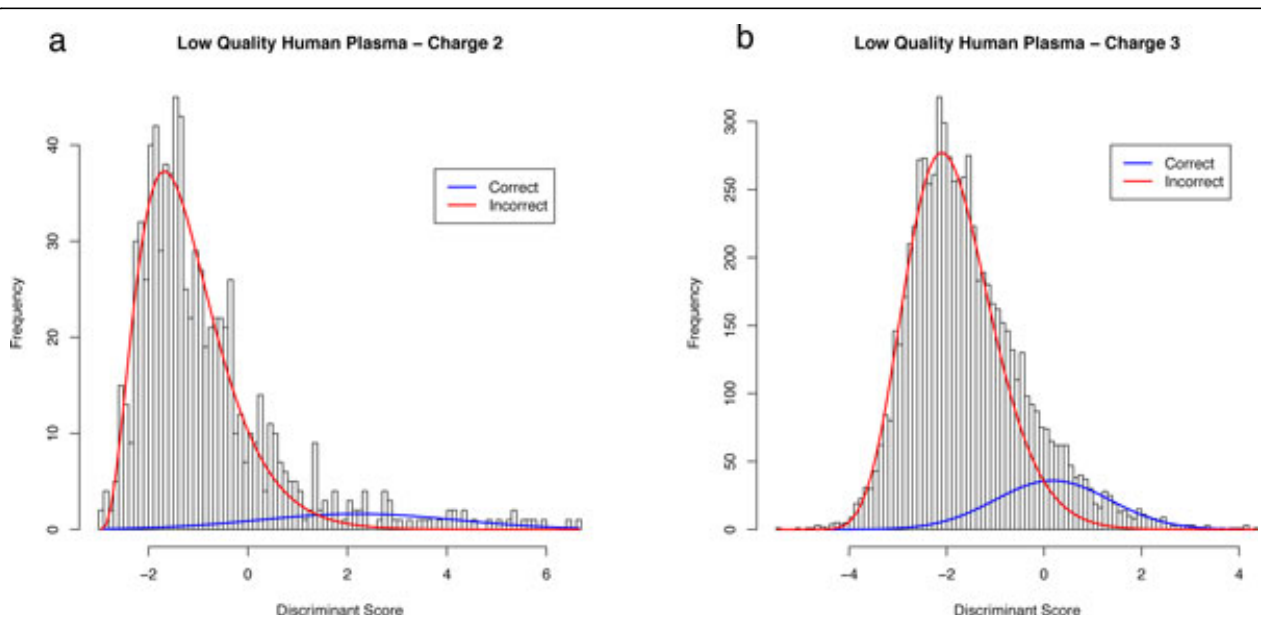 a
Low Quality Human Plasma – Charge 2
Frequency
0
10
20
30
40
Correct
Incorrect
−2
0
2
4
6
Discriminant Score
b
Low Quality Human Plasma – Charge 3
Frequency
0
50
100
150
200
250
300
Correct
Incorrect
−4
−2
0
2
4
Discriminant Score